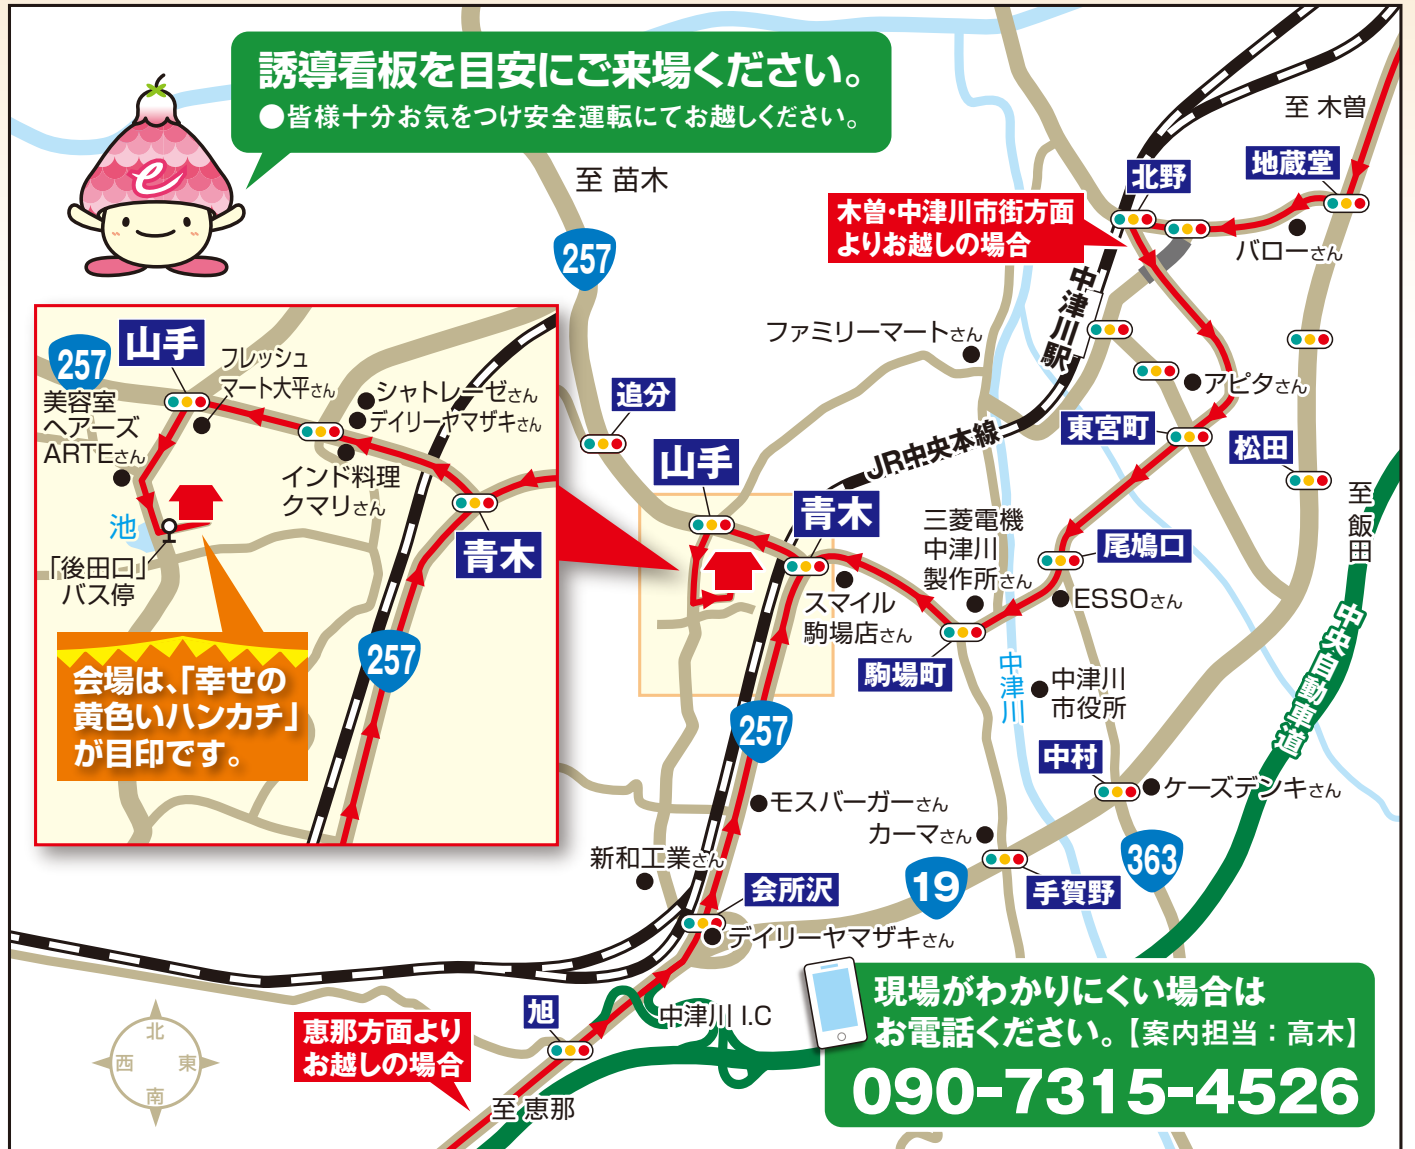 誘導看板を目安にご来場ください。
●皆様十分お気をつけ安全運転にてお越しください。
e
至 木曽
至 苗木
北野
地蔵堂
木曽・中津川市街方面
よりお越しの場合
バローさん
257
中津川駅
ファミリーマートさん
アピタさん
追分
東宮町
松田
山手
JR中央本線
青木
至 飯田
三菱電機
中津川
製作所さん
尾鳩口
ESSOさん
スマイル
駒場店さん
駒場町
中津川
中津川
市役所
中央自動車道
257
中村
ケーズデンキさん
モスバーガーさん
カーマさん
新和工業さん
会所沢
19
手賀野
363
デイリーヤマザキさん
中津川 I.C
旭
恵那方面より
お越しの場合
至 恵那
257
山手
フレッシュ
マート大平さん
美容室
ヘアーズ
ARTEさん
シャトレーゼさん
デイリーヤマザキさん
インド料理
クマリさん
池
青木
「後田口」
バス停
257
会場は、「幸せの
黄色いハンカチ」
が目印です。
北
西 東
南
現場がわかりにくい場合は
お電話ください。【案内担当：高木】
090-7315-4526